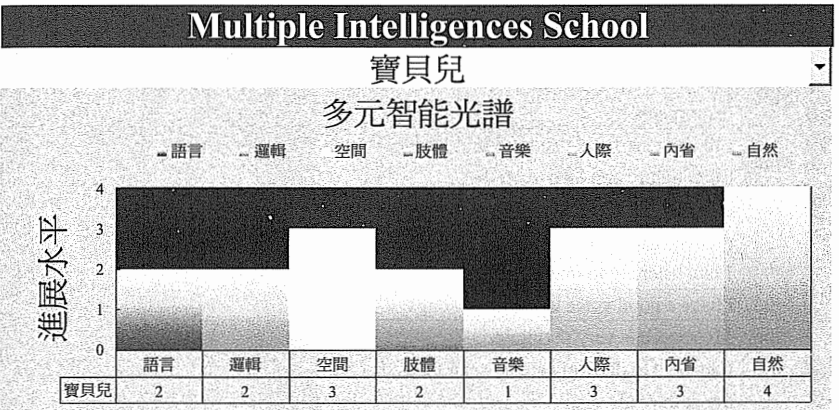 Multiple Intelligences School
寶貝兒
多元智能光譜
語言 邏輯 空間 肢體 音樂 人際 內省 自然
進展水平
4
3
2
1
0
語言 邏輯 空間 肢體 音樂 人際 內省 自然
寶貝兒 2 2 3 2 1 3 3 4